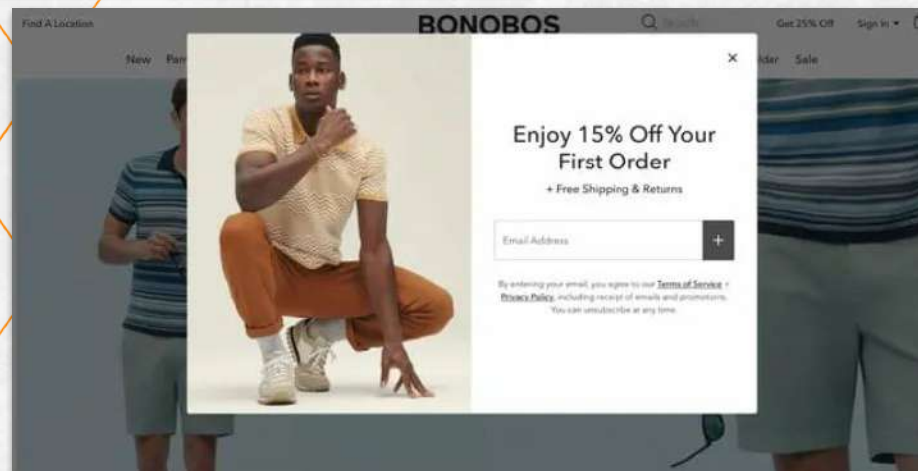 Find A Location
BONOBOS
Search
Get 25% Off
Sign In
New
Sale
Enjoy 15% Off Your
First Order
+ Free Shipping & Returns
Email Address
+
By entering your email, you agree to our Terms of Service +
Privacy Policy, including receipt of emails and promotions.
You can unsubscribe at any time.